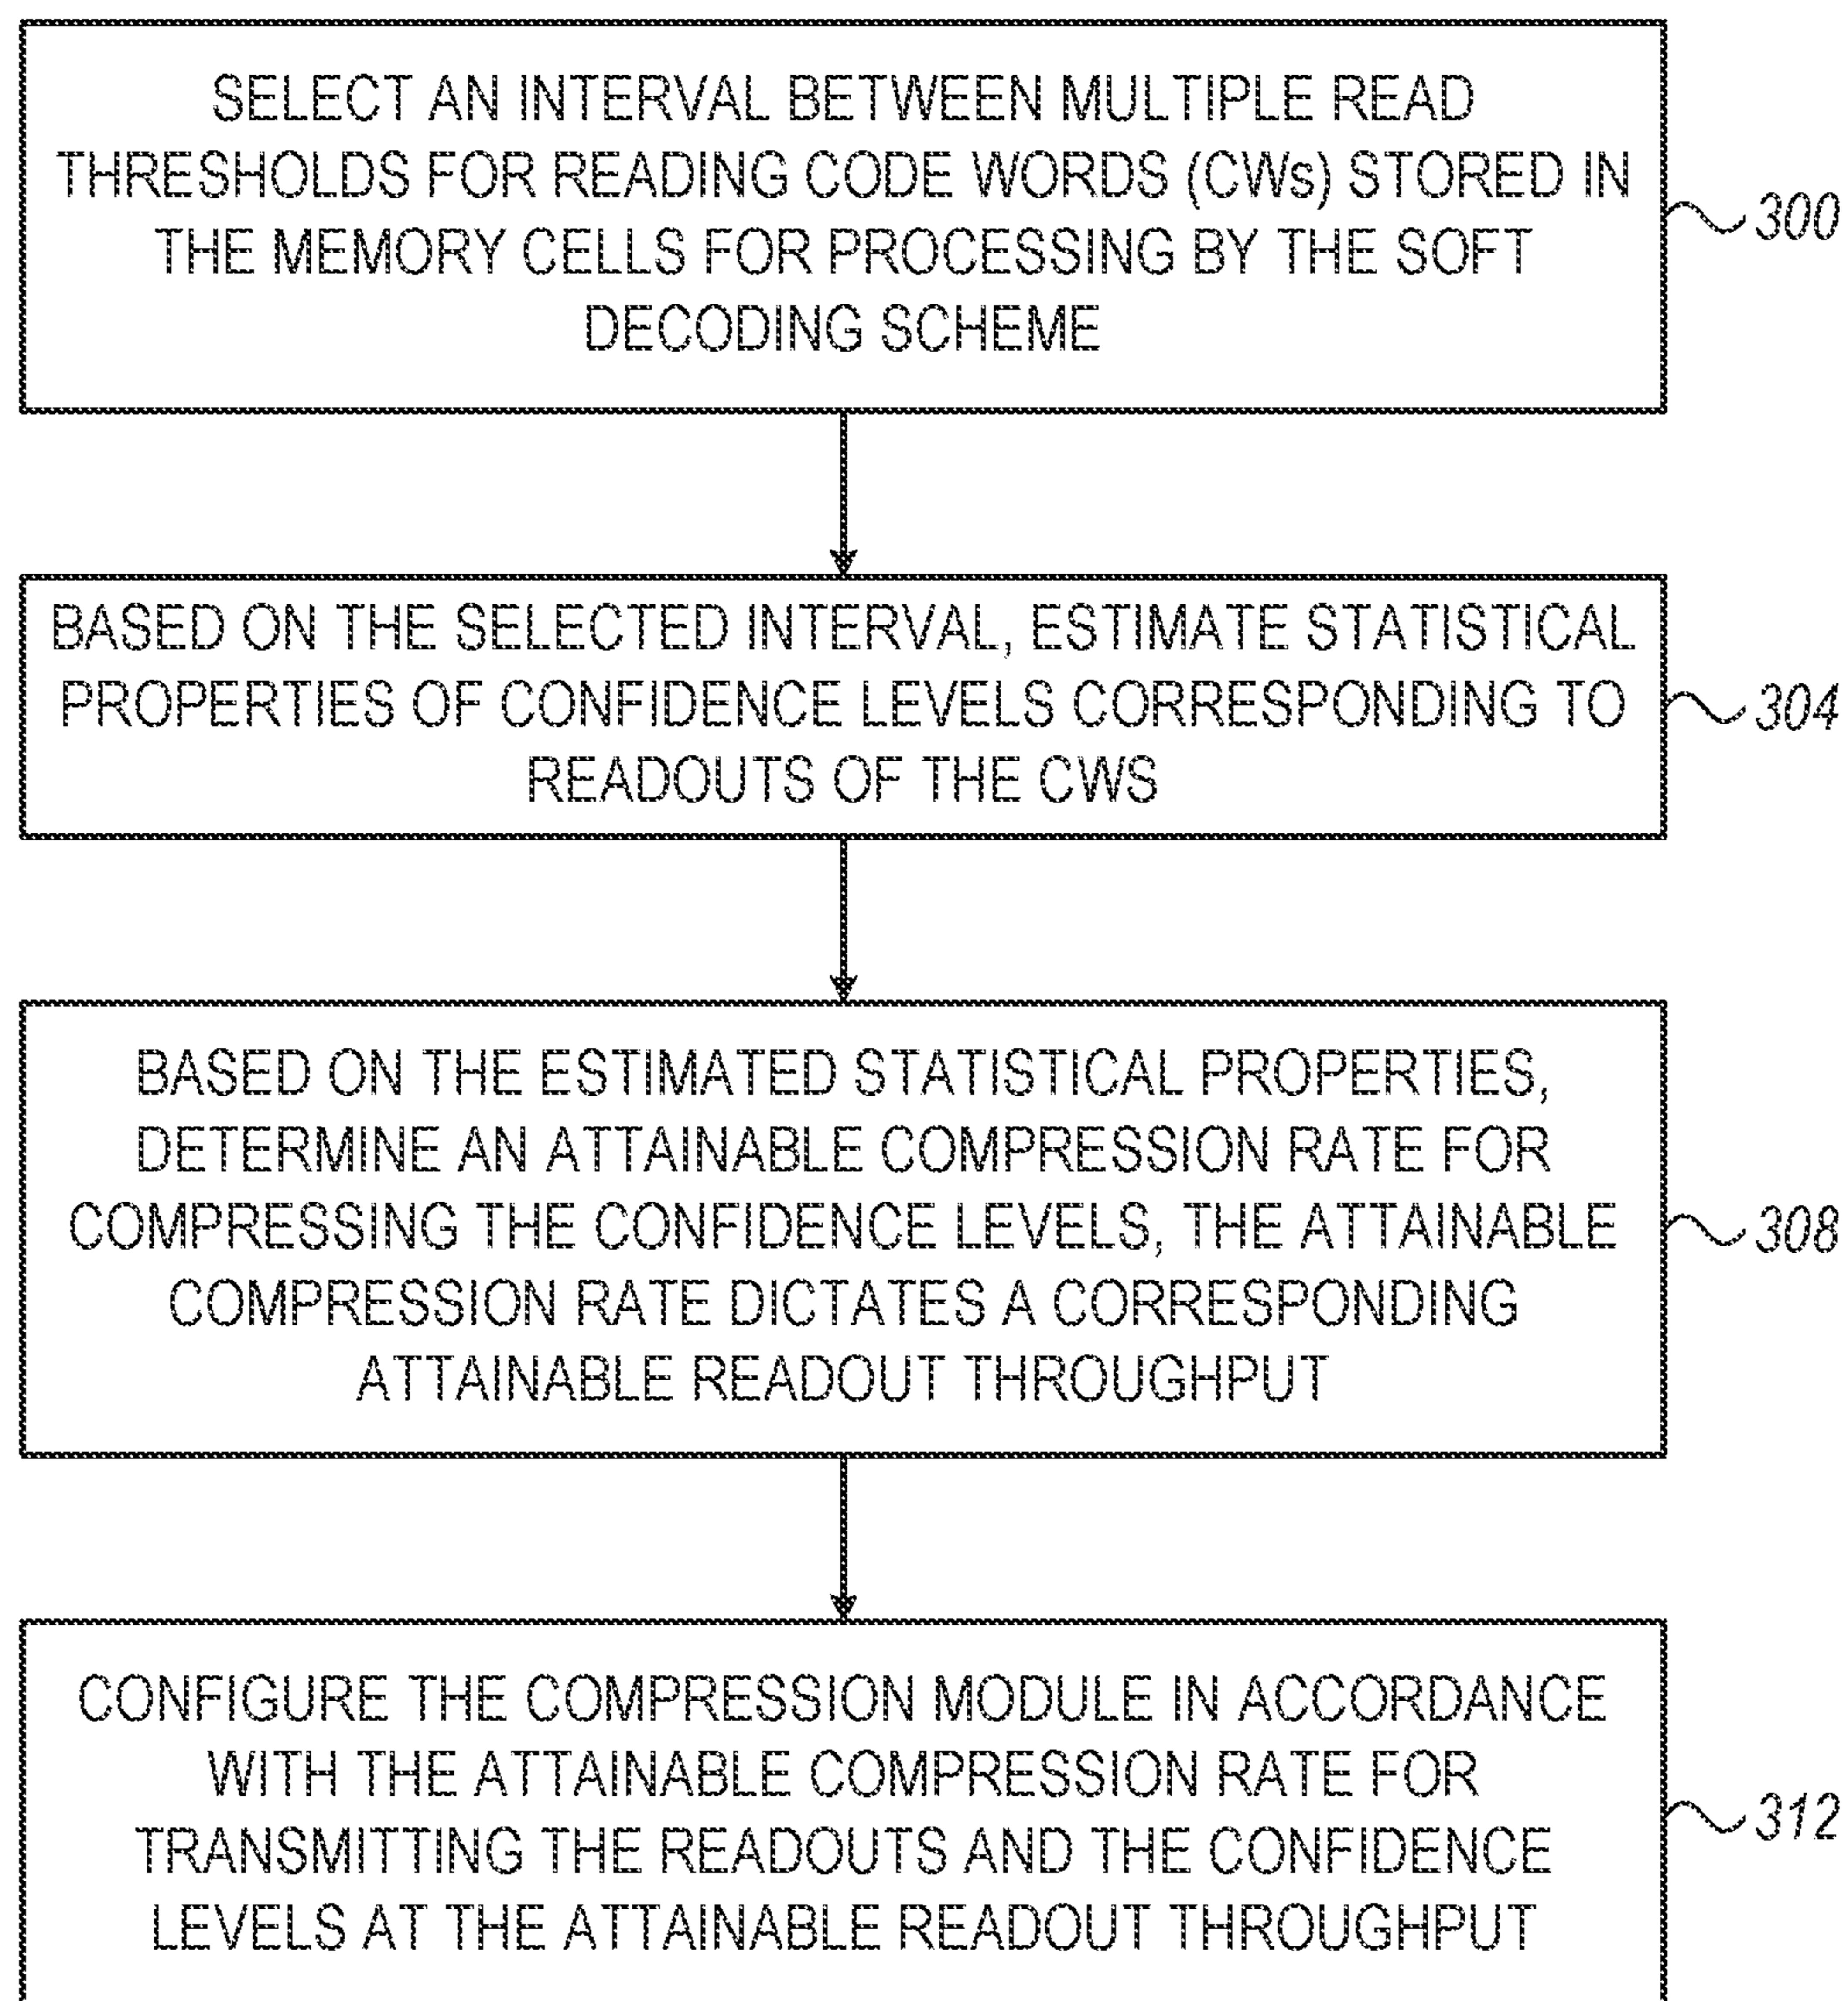 SELECT AN INTERVAL BETWEEN MULTIPLE READ
THRESHOLDS FOR READING CODE WORDS (CWs) STORED IN
THE MEMORY CELLS FOR PROCESSING BY THE SOFT
DECODING SCHEME
300
BASED ON THE SELECTED INTERVAL, ESTIMATE STATISTICAL
PROPERTIES OF CONFIDENCE LEVELS CORRESPONDING TO
READOUTS OF THE CWS
304
BASED ON THE ESTIMATED STATISTICAL PROPERTIES,
DETERMINE AN ATTAINABLE COMPRESSION RATE FOR
COMPRESSING THE CONFIDENCE LEVELS, THE ATTAINABLE
COMPRESSION RATE DICTATES A CORRESPONDING
ATTAINABLE READOUT THROUGHPUT
308
CONFIGURE THE COMPRESSION MODULE IN ACCORDANCE
WITH THE ATTAINABLE COMPRESSION RATE FOR
TRANSMITTING THE READOUTS AND THE CONFIDENCE
LEVELS AT THE ATTAINABLE READOUT THROUGHPUT
312